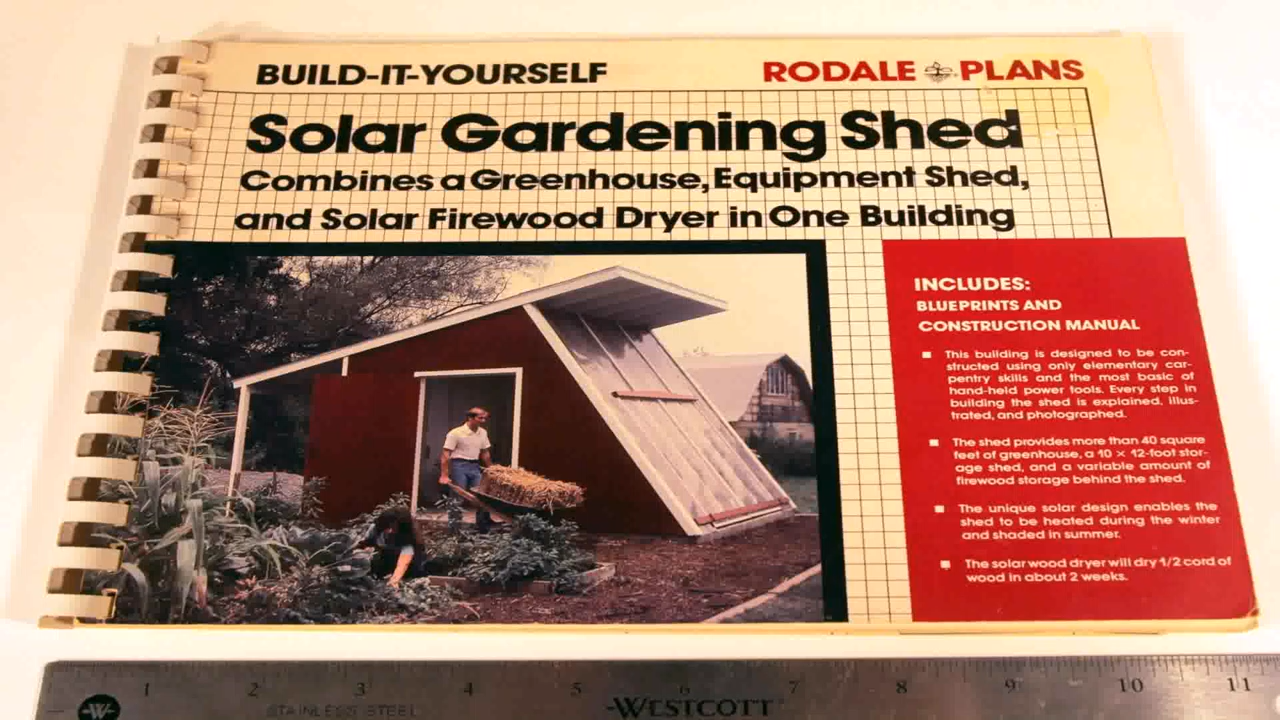 BUILD-IT-YOURSELF
RODALE PLANS
Solar Gardening Shed
Combines a Greenhouse, Equipment Shed,
and Solar Firewood Dryer in One Building
INCLUDES:
BLUEPRINTS AND
CONSTRUCTION MANUAL
This building is designed to be con-
structed using only elementary car-
pentry skills and the most basic of
hand-held power tools. Every step in
building the shed is explained, illus-
trated, and photographed.
The shed provides more than 40 square
feet of greenhouse, a 10 × 12-foot stor-
age shed, and a variable amount of
firewood storage behind the shed.
The unique solar design enables the
shed to be heated during the winter
and shaded in summer.
The solar wood dryer will dry 1/2 cord of
wood in about 2 weeks.
1 2 3 4 5 6 7 8 9 10 11
W STAINLESS STEEL WESTCOTT